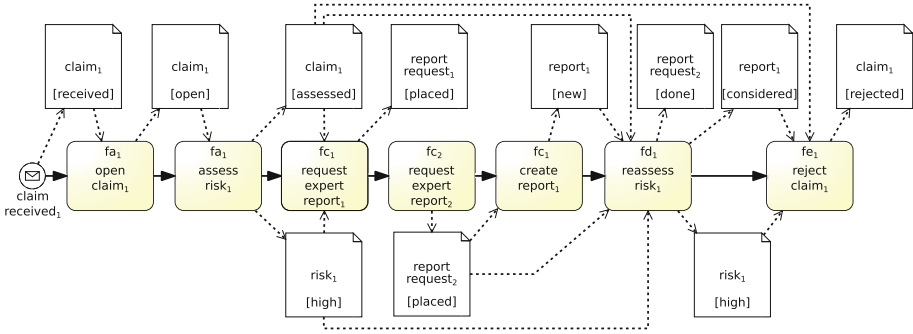 claim₁
[received]
claim₁
[open]
claim₁
[assessed]
report
request₁
[placed]
report₁
[new]
report
request₂
[done]
report₁
[considered]
claim₁
[rejected]
claim
received₁
fa₁
open
claim₁
fa₁
assess
risk₁
fc₁
request
expert
report₁
fc₂
request
expert
report₂
fc₁
create
report₁
fd₁
reassess
risk₁
fe₁
reject
claim₁
risk₁
[high]
report
request₂
[placed]
risk₁
[high]